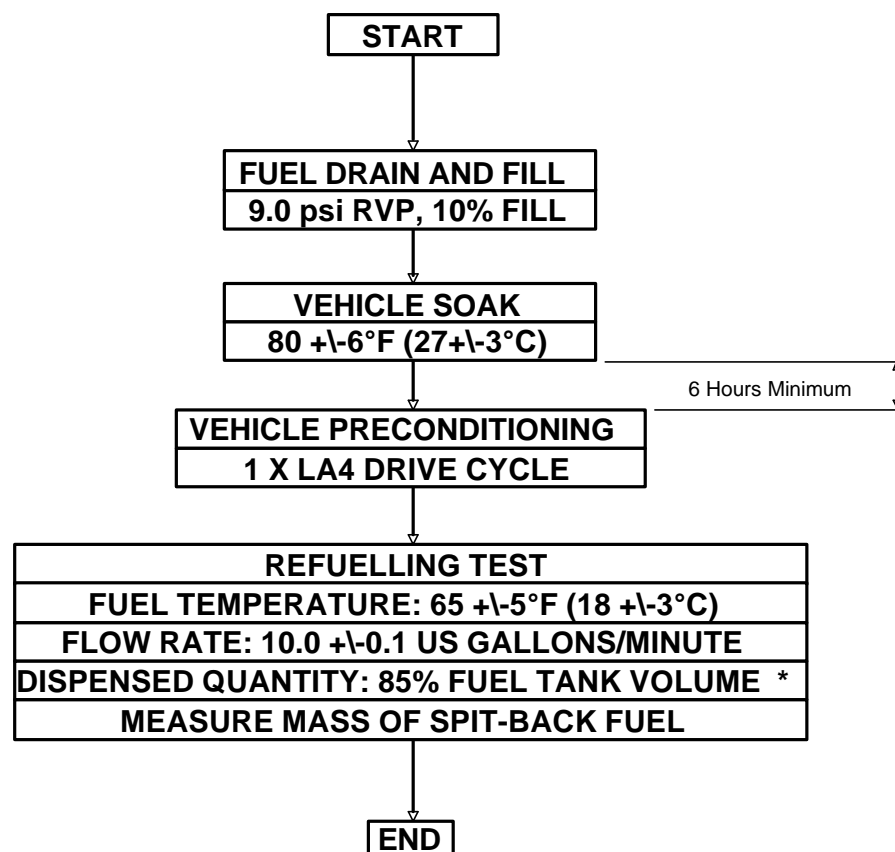 START
FUEL DRAIN AND FILL
9.0 psi RVP, 10% FILL
VEHICLE SOAK
80 +\-6°F (27+\-3°C)
6 Hours Minimum
VEHICLE PRECONDITIONING
1 X LA4 DRIVE CYCLE
REFUELLING TEST
FUEL TEMPERATURE: 65 +\-5°F (18 +\-3°C)
FLOW RATE: 10.0 +\-0.1 US GALLONS/MINUTE
DISPENSED QUANTITY: 85% FUEL TANK VOLUME *
MEASURE MASS OF SPIT-BACK FUEL
END